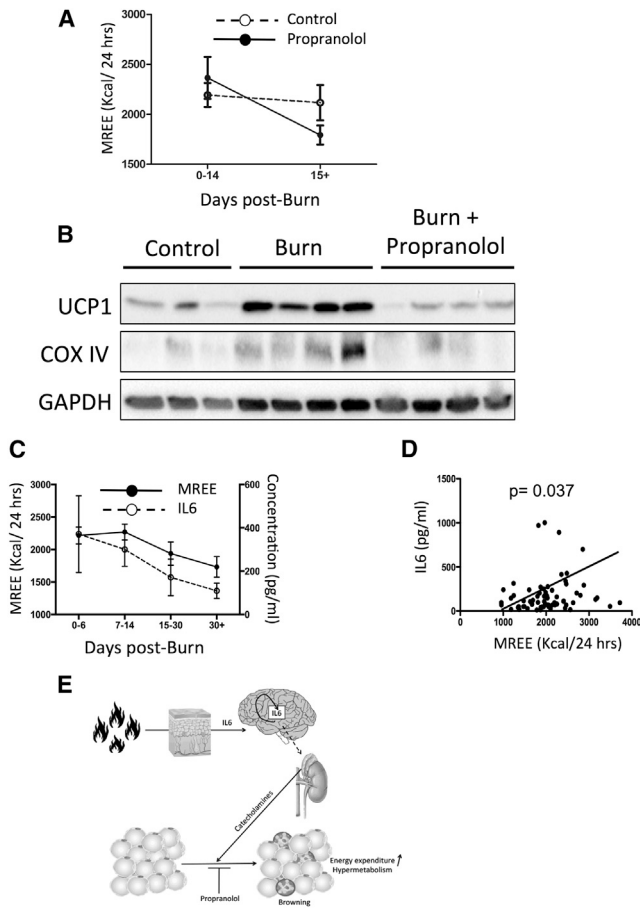 A
Control
Propranolol
MREE (Kcal/ 24 hrs)
2500
2000
1500
0-14
15+
Days post-Burn
B
Control
Burn
Burn +
Propranolol
UCP1
COX IV
GAPDH
C
MREE
IL6
MREE (Kcal/ 24 hrs)
3000
2500
2000
1500
1000
Concentration (pg/ml)
600
400
200
0
0-6
7-14
15-30
30+
Days post-Burn
D
p= 0.037
IL6 (pg/ml)
1500
1000
500
0
0
1000
2000
3000
4000
MREE (Kcal/24 hrs)
E
IL6
IL6
Catecholamines
Propranolol
Browning
Energy expenditure
Hypermetabolism